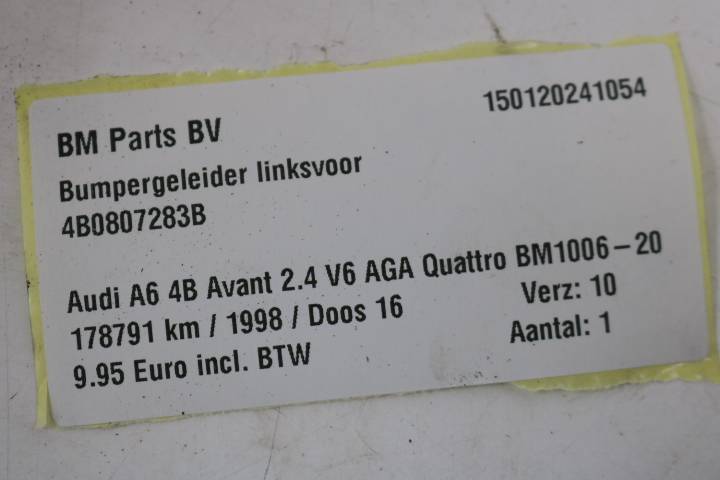 150120241054
BM Parts BV
Bumpergeleider linksvoor
4B0807283B
Audi A6 4B Avant 2.4 V6 AGA Quattro BM1006-20
178791 km / 1998 / Doos 16
Verz: 10
9.95 Euro incl. BTW
Aantal: 1